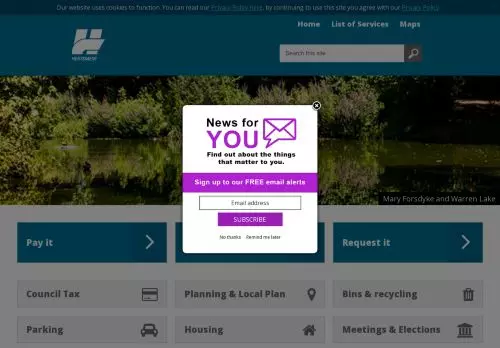 Our website uses cookies to function. You can read our Privacy Policy here, by continuing to use this site you agree with our Privacy Policy
Home List of Services Maps
HERTSMERE
Search this site
News for
YOU
Find out about the things
that matter to you.
Sign up to our FREE email alerts
Email address
SUBSCRIBE
No thanks Remind me later
Mary Forsdyke and Warren Lake
Pay it
Request it
Council Tax
Planning & Local Plan
Bins & recycling
Parking
Housing
Meetings & Elections